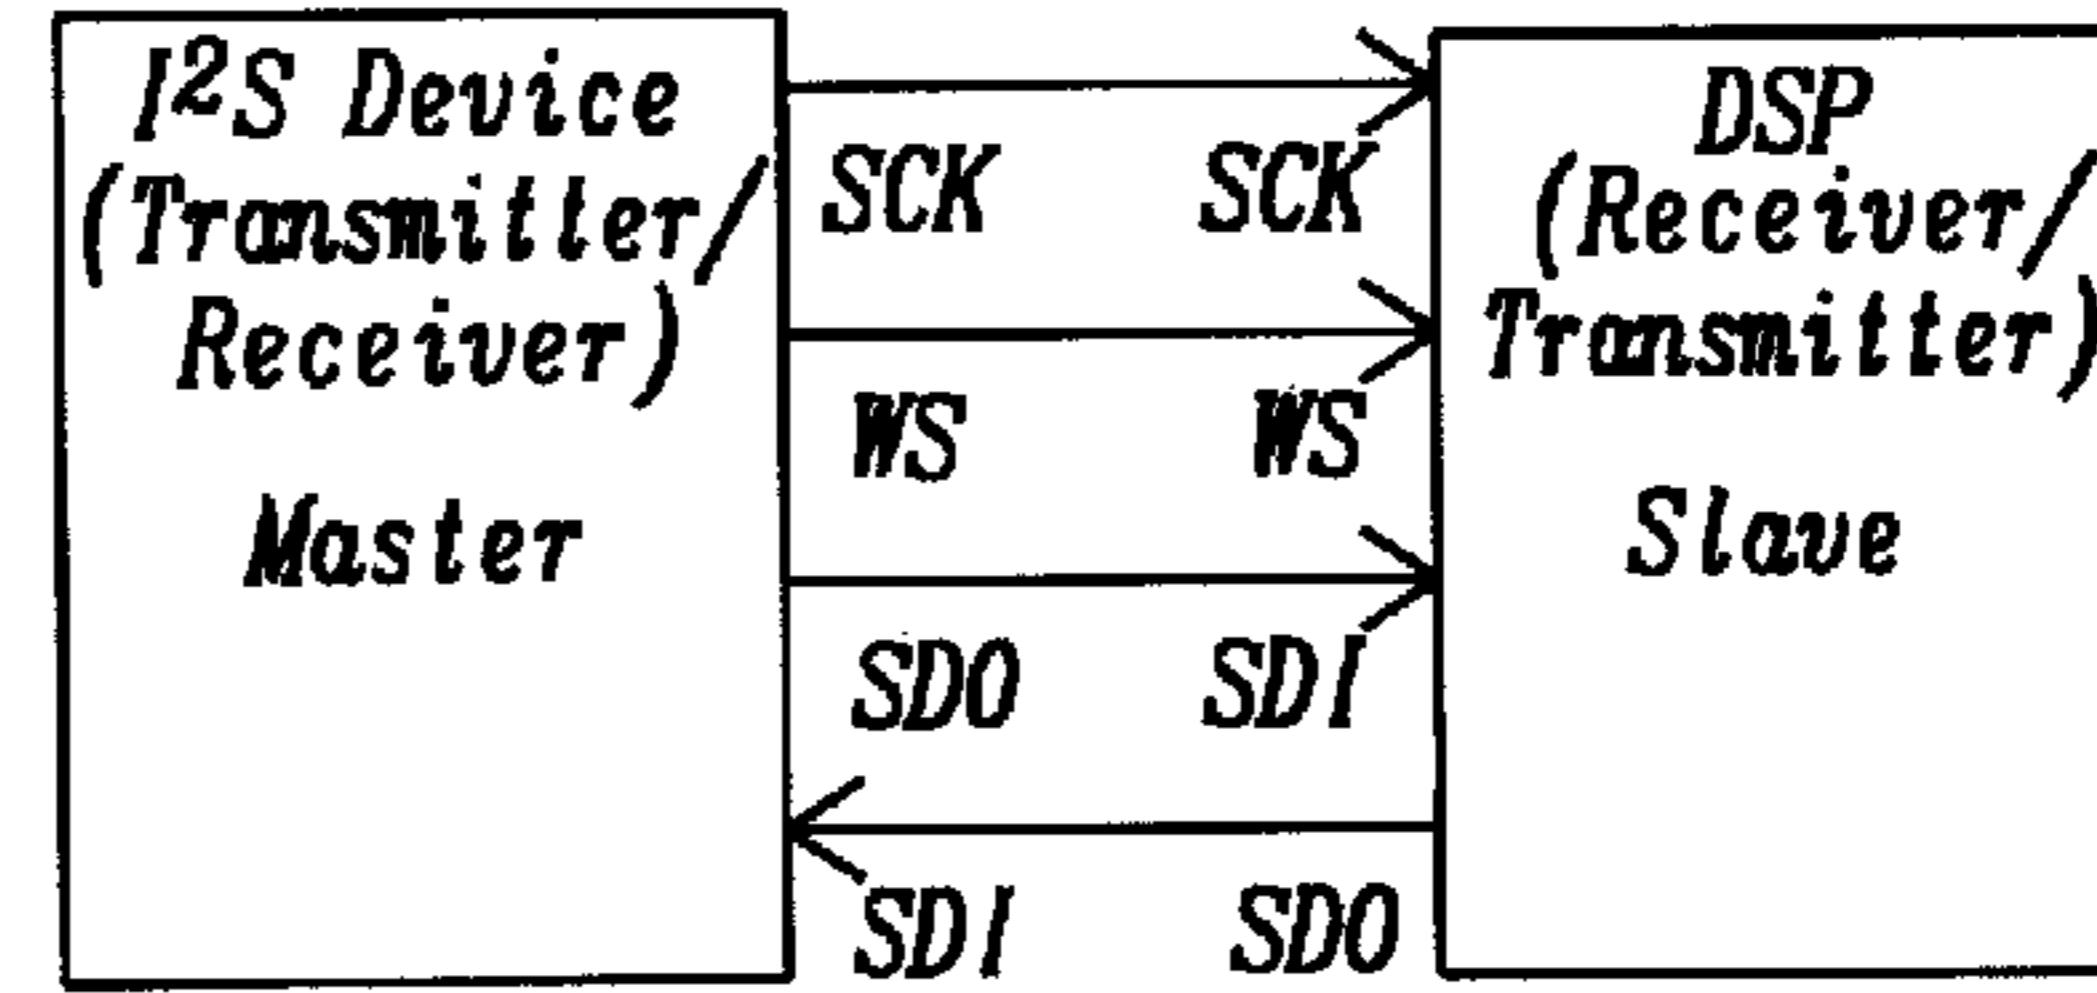 I²S Device
(Transmitter/
Receiver)
Master
SCK SCK
WS WS
SDO SDI
SDI SDO
DSP
(Receiver/
Transmitter)
Slave